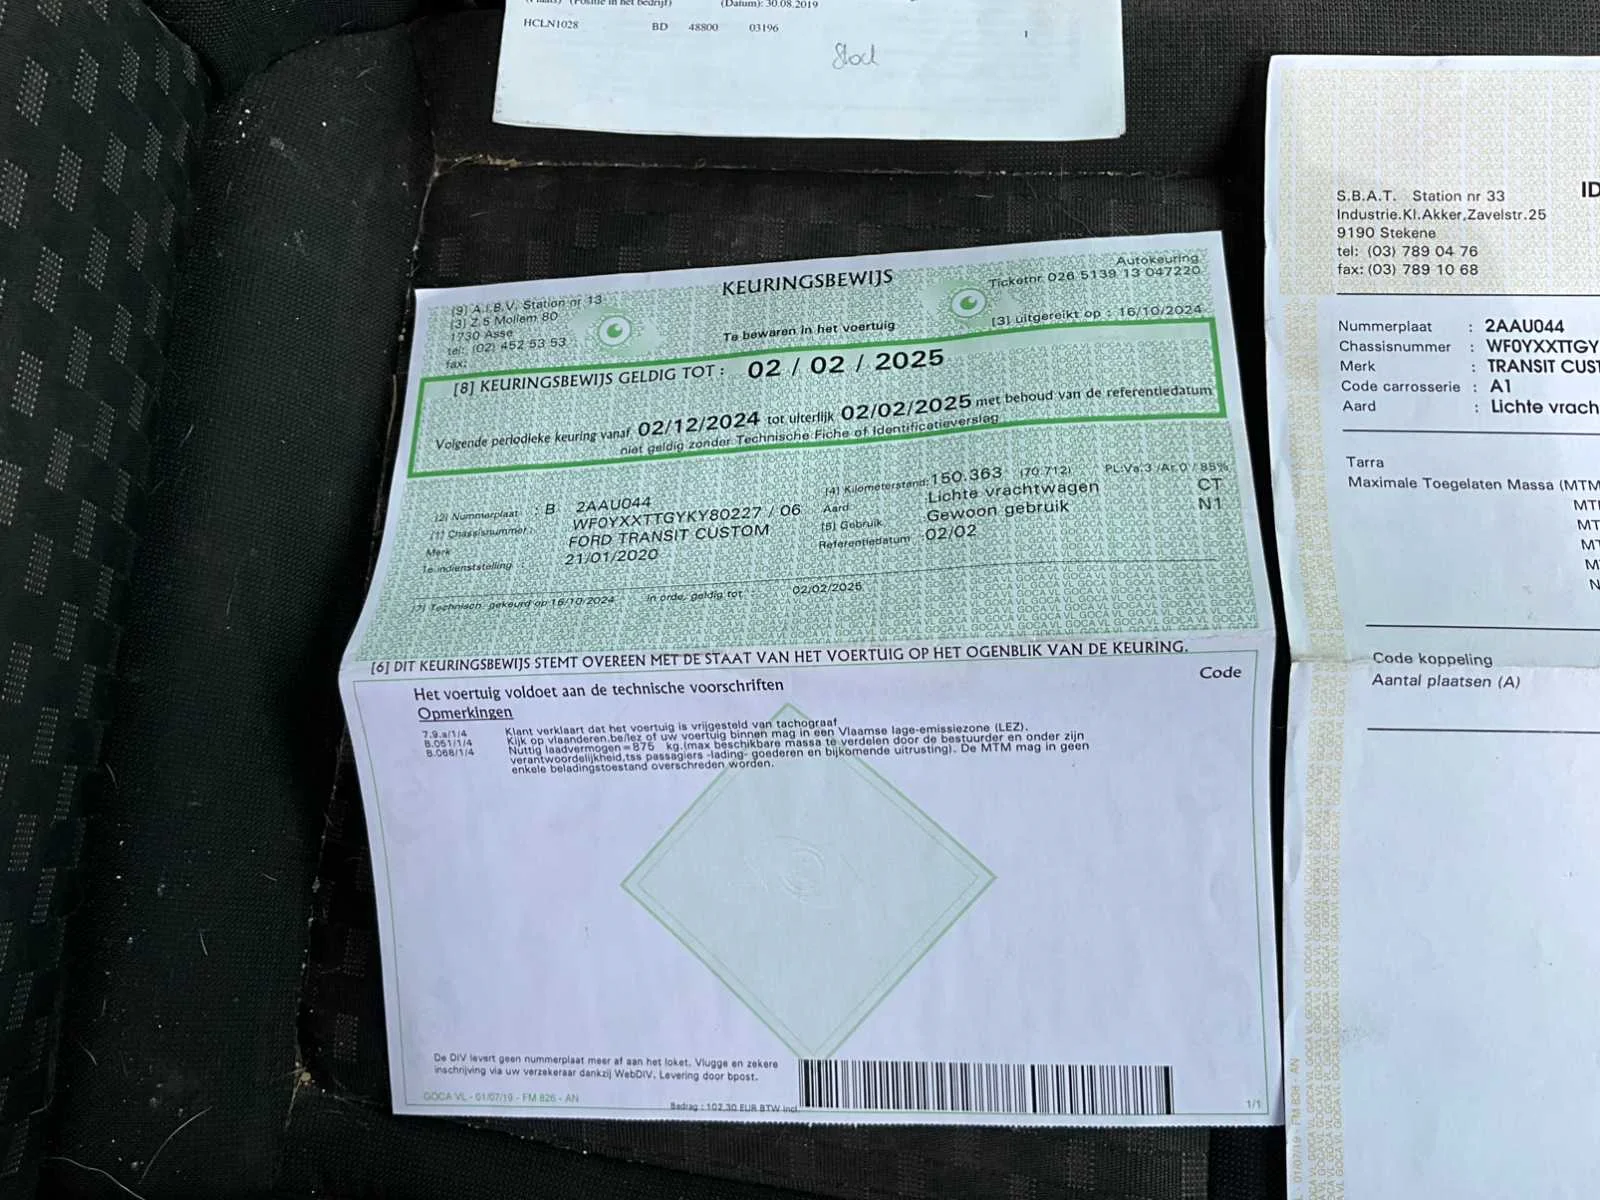 (Positie in het bedrijf) (Datum): 30.08.2019
HCLN1028 BD 48800 03196 1
Stock
KEURINGSBEWIJS
Te bewaren in het voertuig
Autokeuring
Ticketnr. 026 5139 13 047220
[3] uitgereikt op : 16/10/2024
(9) A.I.B.V. Station nr 13
(3) Z.5 Mollem 80
1730 Asse
tel: (02) 452 53 53
fax:
[8] KEURINGSBEWIJS GELDIG TOT : 02 / 02 / 2025
Volgende periodieke keuring vanaf 02/12/2024 tot uiterlijk 02/02/2025 met behoud van de referentiedatum
niet geldig zonder Technische Fiche of Identificatieverslag
(2) Nummerplaat : B 2AAU044
(1) Chassisnummer : WF0YXXTTGYKY80227 / 06
Merk FORD TRANSIT CUSTOM
1e indienststelling : 21/01/2020
(4) Kilometerstand: 150.363 (70.712) PL:Va.3 /Ar.0 / 85%
Aard Lichte vrachtwagen CT
(5) Gebruik Gewoon gebruik N1
Referentiedatum 02/02
(7) Technisch gekeurd op 16/10/2024 in orde, geldig tot : 02/02/2025
[6] DIT KEURINGSBEWIJS STEMT OVEREEN MET DE STAAT VAN HET VOERTUIG OP HET OGENBLIK VAN DE KEURING.
Het voertuig voldoet aan de technische voorschriften Code
Opmerkingen
7.9.a/1/4 Klant verklaart dat het voertuig is vrijgesteld van tachograaf
B.051/1/4 Kijk op vlaanderen.be/lez of uw voertuig binnen mag in een Vlaamse lage-emissiezone (LEZ).
B.068/1/4 Nuttig laadvermogen = 875 kg.(max beschikbare massa te verdelen door de bestuurder en onder zijn
verantwoordelijkheid,tss passagiers -lading- goederen en bijkomende uitrusting). De MTM mag in geen
enkele beladingstoestand overschreden worden.
De DIV levert geen nummerplaat meer af aan het loket. Vlugge en zekere
inschrijving via uw verzekeraar dankzij WebDIV. Levering door bpost.
GOCA VL - 01/07/19 - FM 826 - AN
Bedrag : 102,30 EUR BTW incl.
1/1
ID
S.B.A.T. Station nr 33
Industrie.Kl.Akker,Zavelstr.25
9190 Stekene
tel: (03) 789 04 76
fax: (03) 789 10 68
Nummerplaat : 2AAU044
Chassisnummer : WF0YXXTTGY
Merk : TRANSIT CUST
Code carrosserie : A1
Aard : Lichte vrach
Tarra
Maximale Toegelaten Massa (MTM
Code koppeling
Aantal plaatsen (A)
01/07/19 - FM 838 - AN